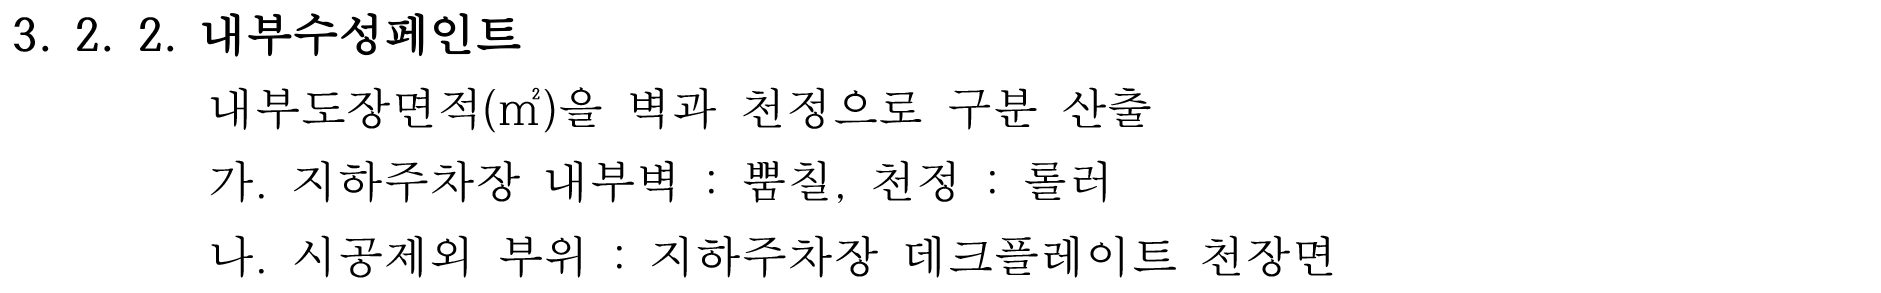 3. 2. 2. 내부수성페인트
내부도장면적(㎡)을 벽과 천정으로 구분 산출
가. 지하주차장 내부벽 : 뿜칠, 천정 : 롤러
나. 시공제외 부위 : 지하주차장 데크플레이트 천장면